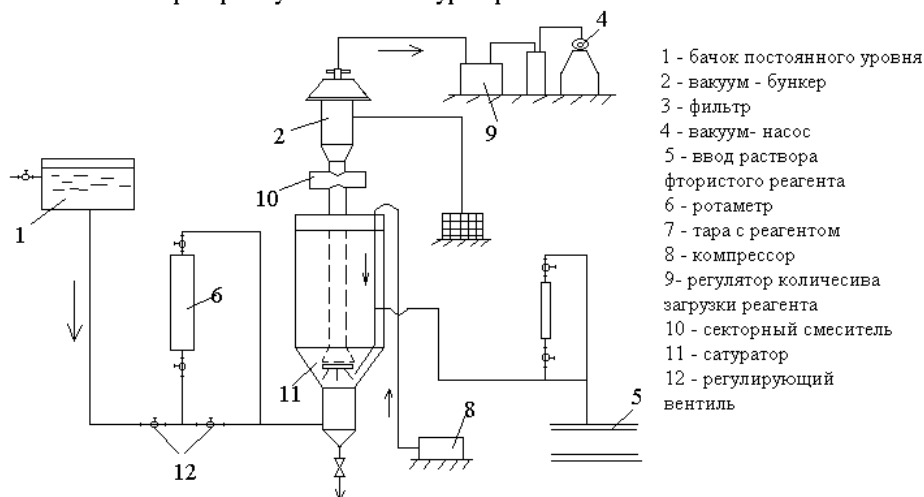 4
1 - бачок постоянного уровня
2 - вакуум - бункер
3 - фильтр
4 - вакуум- насос
5 - ввод раствора
фтористого реагента
6 - ротаметр
7 - тара с реагентом
8 - компрессор
9- регулятор количесива
загрузки реагента
10 - секторный смеситель
11 - сатуратор
12 - регулирующий
вентиль
2
9
10
1
6
11
8
5
12